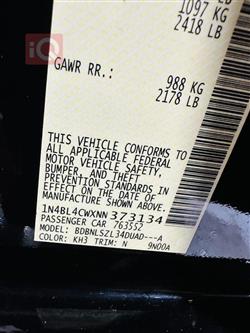 iQ
LB
1097 KG
2418 LB
GAWR RR.:
988 KG
2178 LB
THIS VEHICLE CONFORMS TO
ALL APPLICABLE FEDERAL
MOTOR VEHICLE SAFETY,
BUMPER, AND THEFT
PREVENTION STANDARDS IN
EFFECT ON THE DATE OF
MANUFACTURE SHOWN ABOVE.
1N4BL4CWXNN373134
PASSENGER CAR 763552
MODEL: BDBNLSZL34DUAD---A
COLOR: KH3 TRIM: N 9N00A